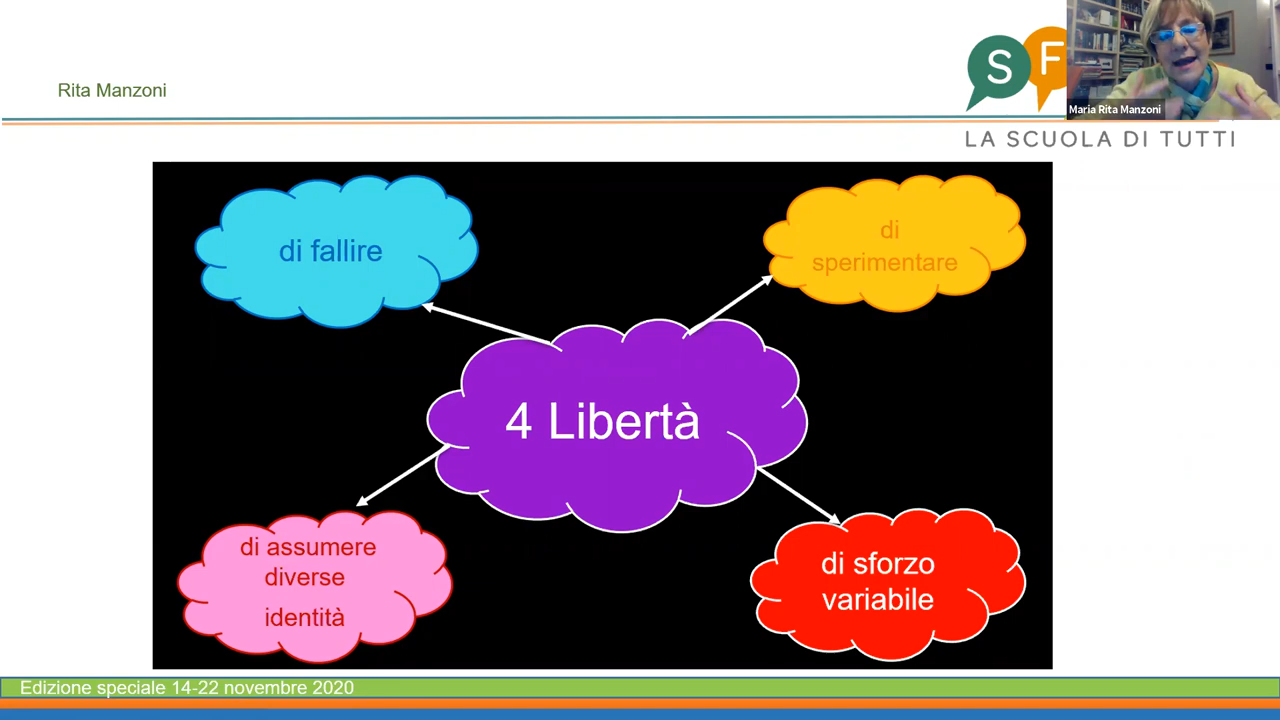 Rita Manzoni
S F
Maria Rita Manzoni
LA SCUOLA DI TUTTI
di fallire
di
sperimentare
4 Libertà
di assumere
diverse
identità
di sforzo
variabile
Edizione speciale 14-22 novembre 2020